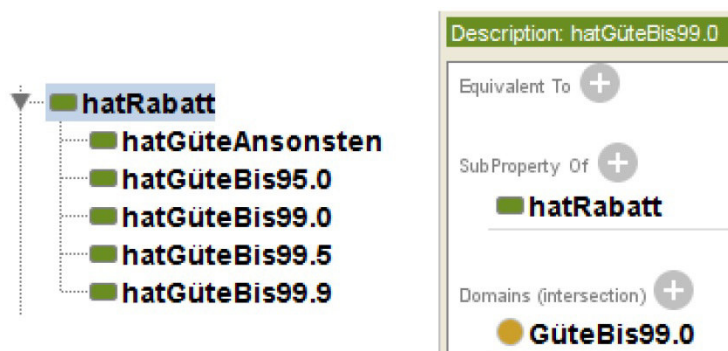 hatRabatt
hatGüteAnsonsten
hatGüteBis95.0
hatGüteBis99.0
hatGüteBis99.5
hatGüteBis99.9
Description: hatGüteBis99.0
Equivalent To
SubProperty Of
hatRabatt
Domains (intersection)
GüteBis99.0